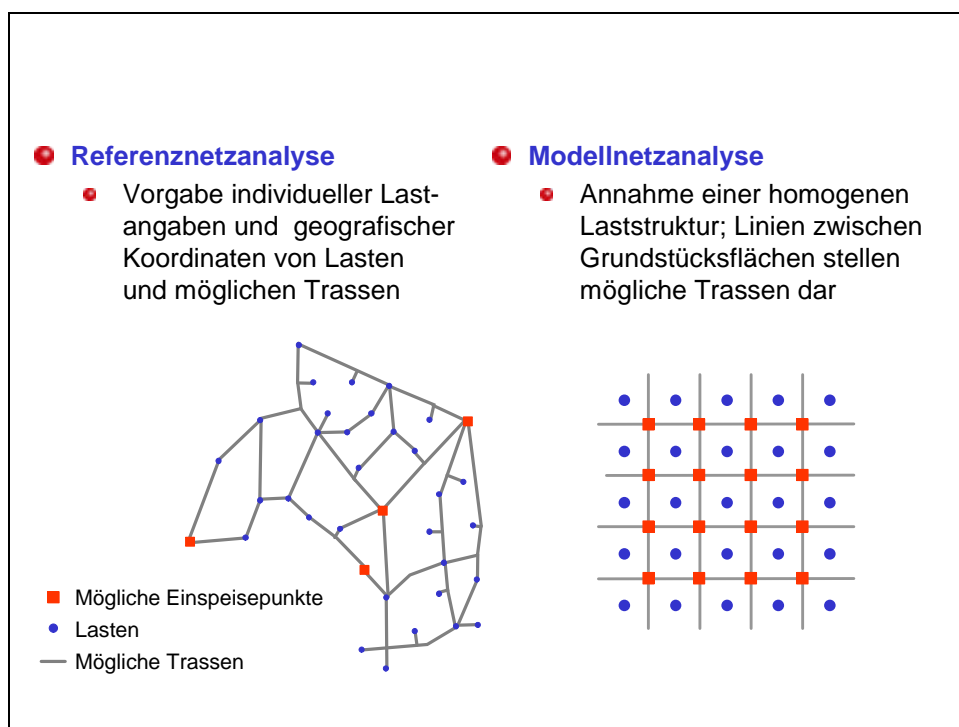 Referenznetzanalyse
Vorgabe individueller Last-
angaben und geografischer
Koordinaten von Lasten
und möglichen Trassen
Modellnetzanalyse
Annahme einer homogenen
Laststruktur; Linien zwischen
Grundstücksflächen stellen
mögliche Trassen dar
Mögliche Einspeisepunkte
Lasten
Mögliche Trassen